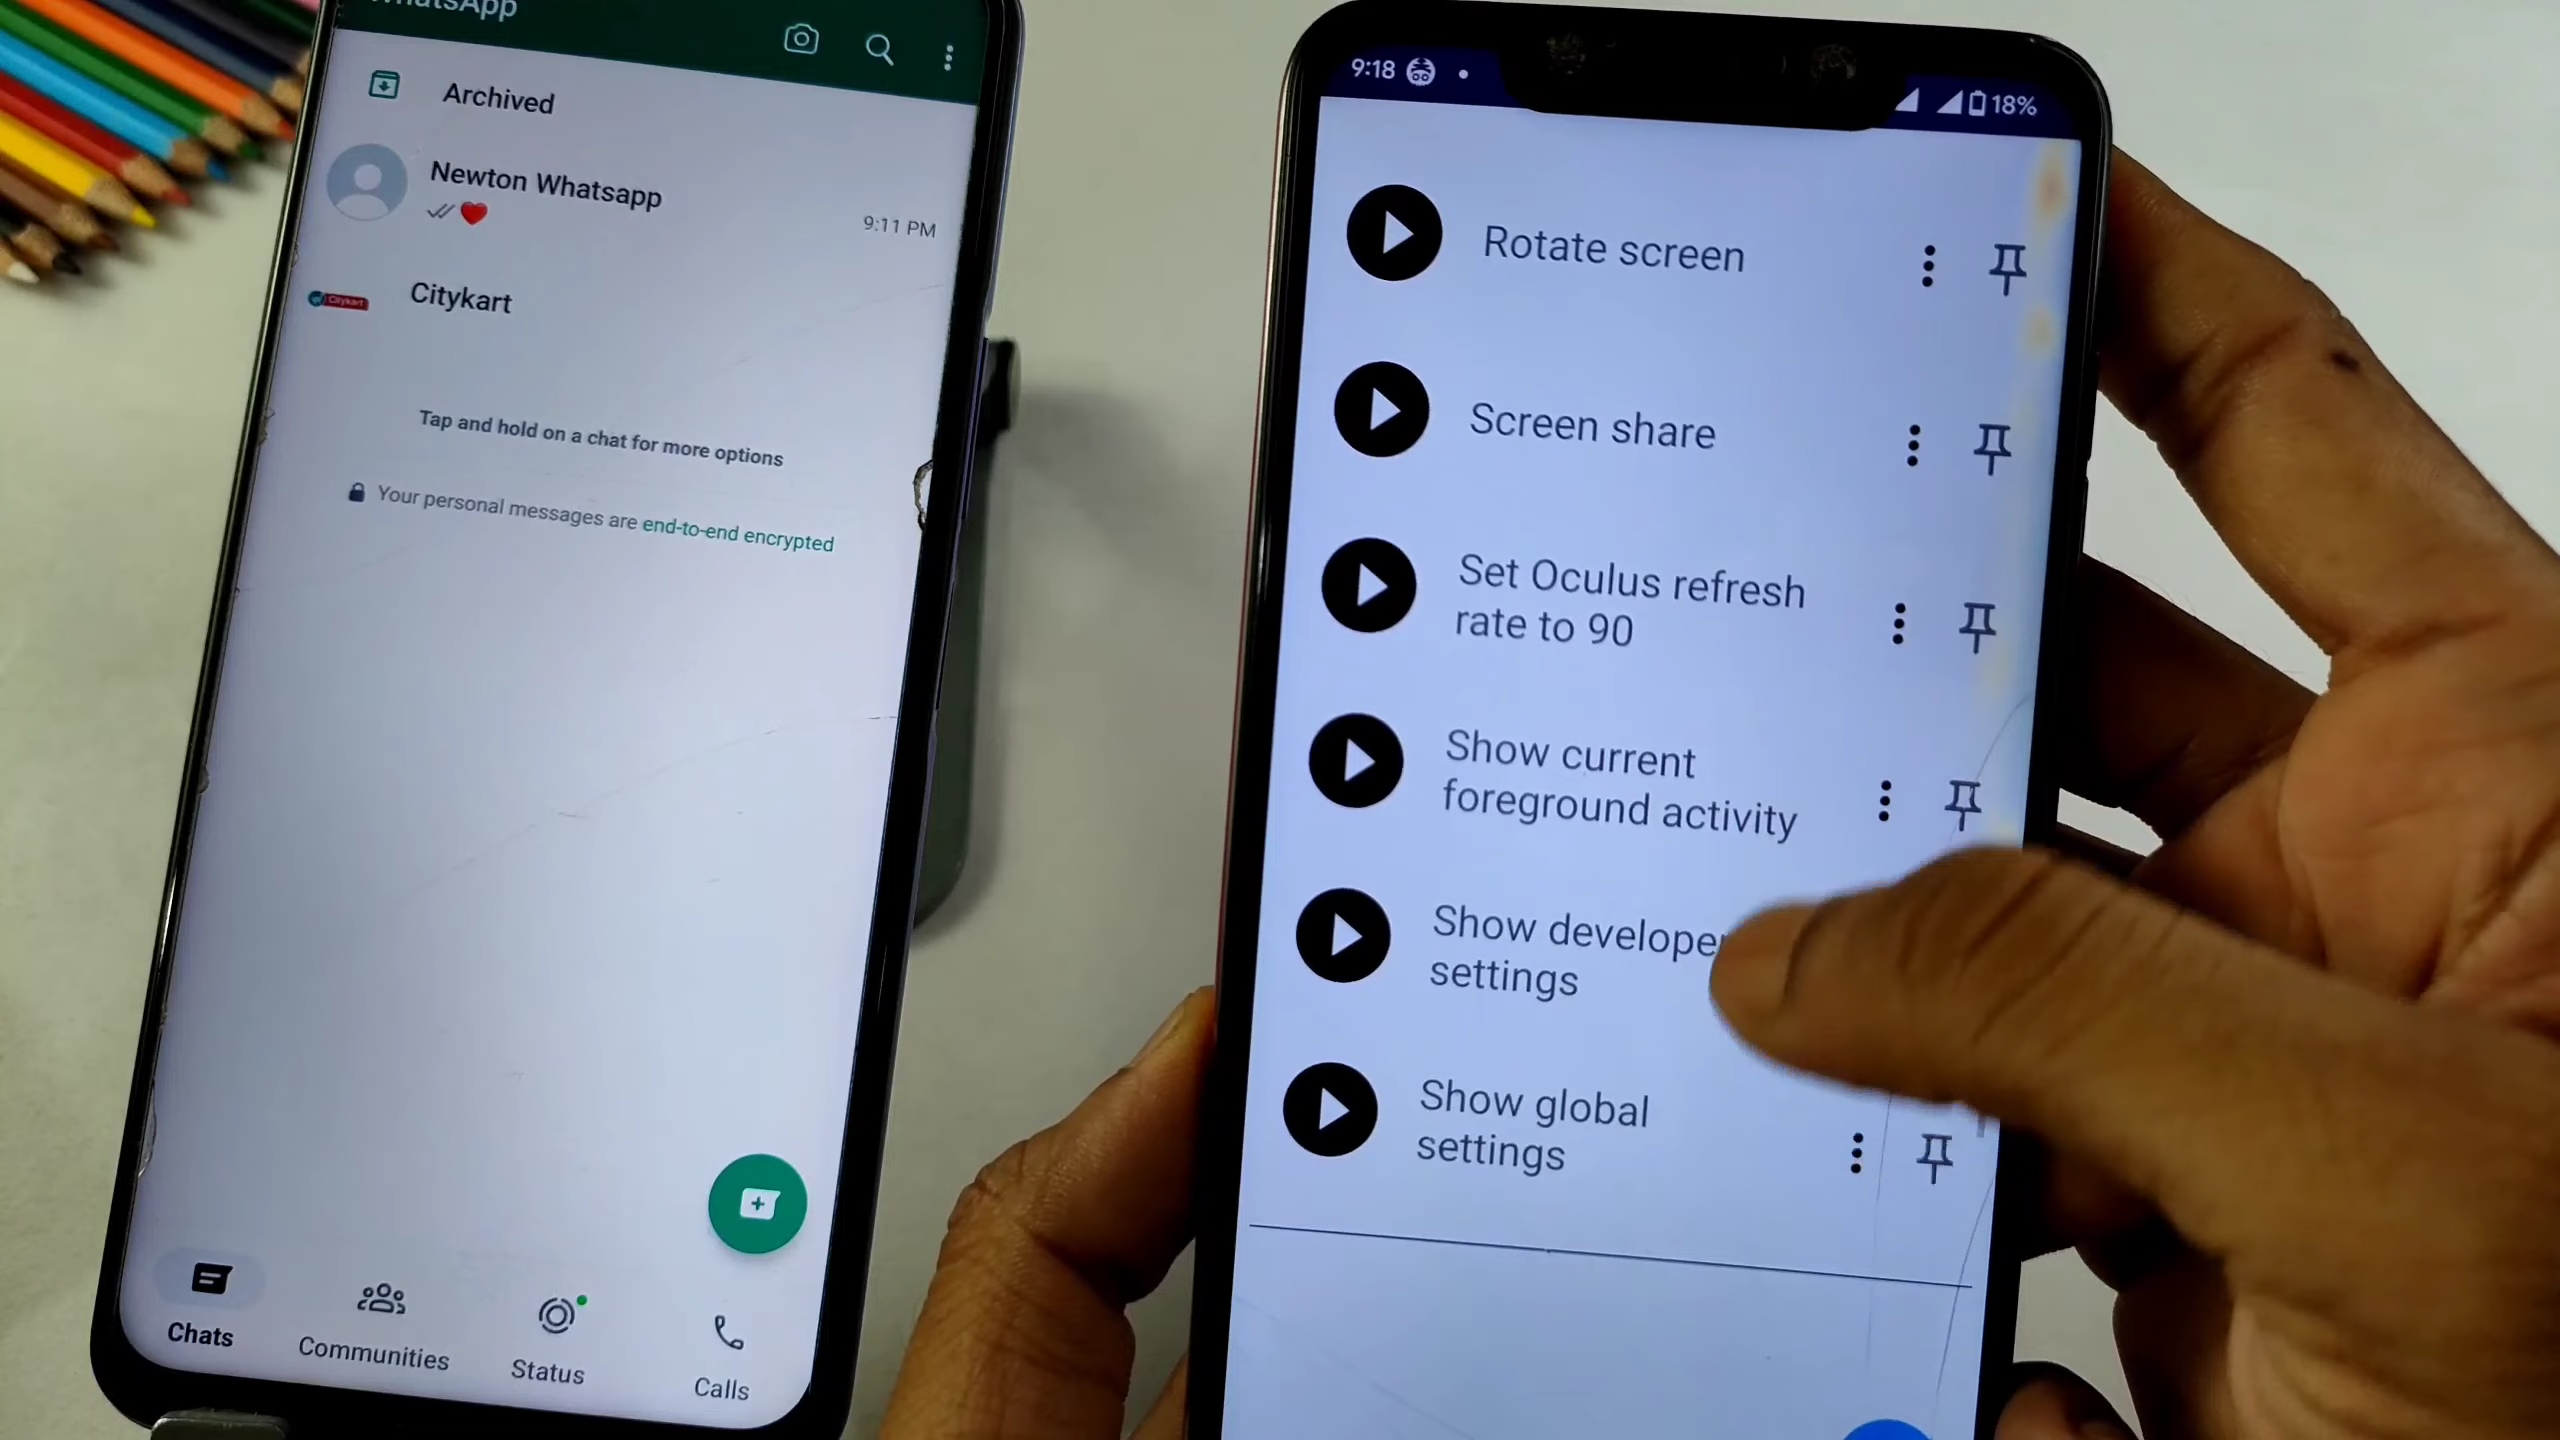 WhatsApp
Archived
Newton Whatsapp
9:11 PM
Citykart
Citykart
Tap and hold on a chat for more options
Your personal messages are end-to-end encrypted
Chats
Communities
Status
Calls
9:18
18%
Rotate screen
Screen share
Set Oculus refresh
rate to 90
Show current
foreground activity
Show develope
settings
Show global
settings